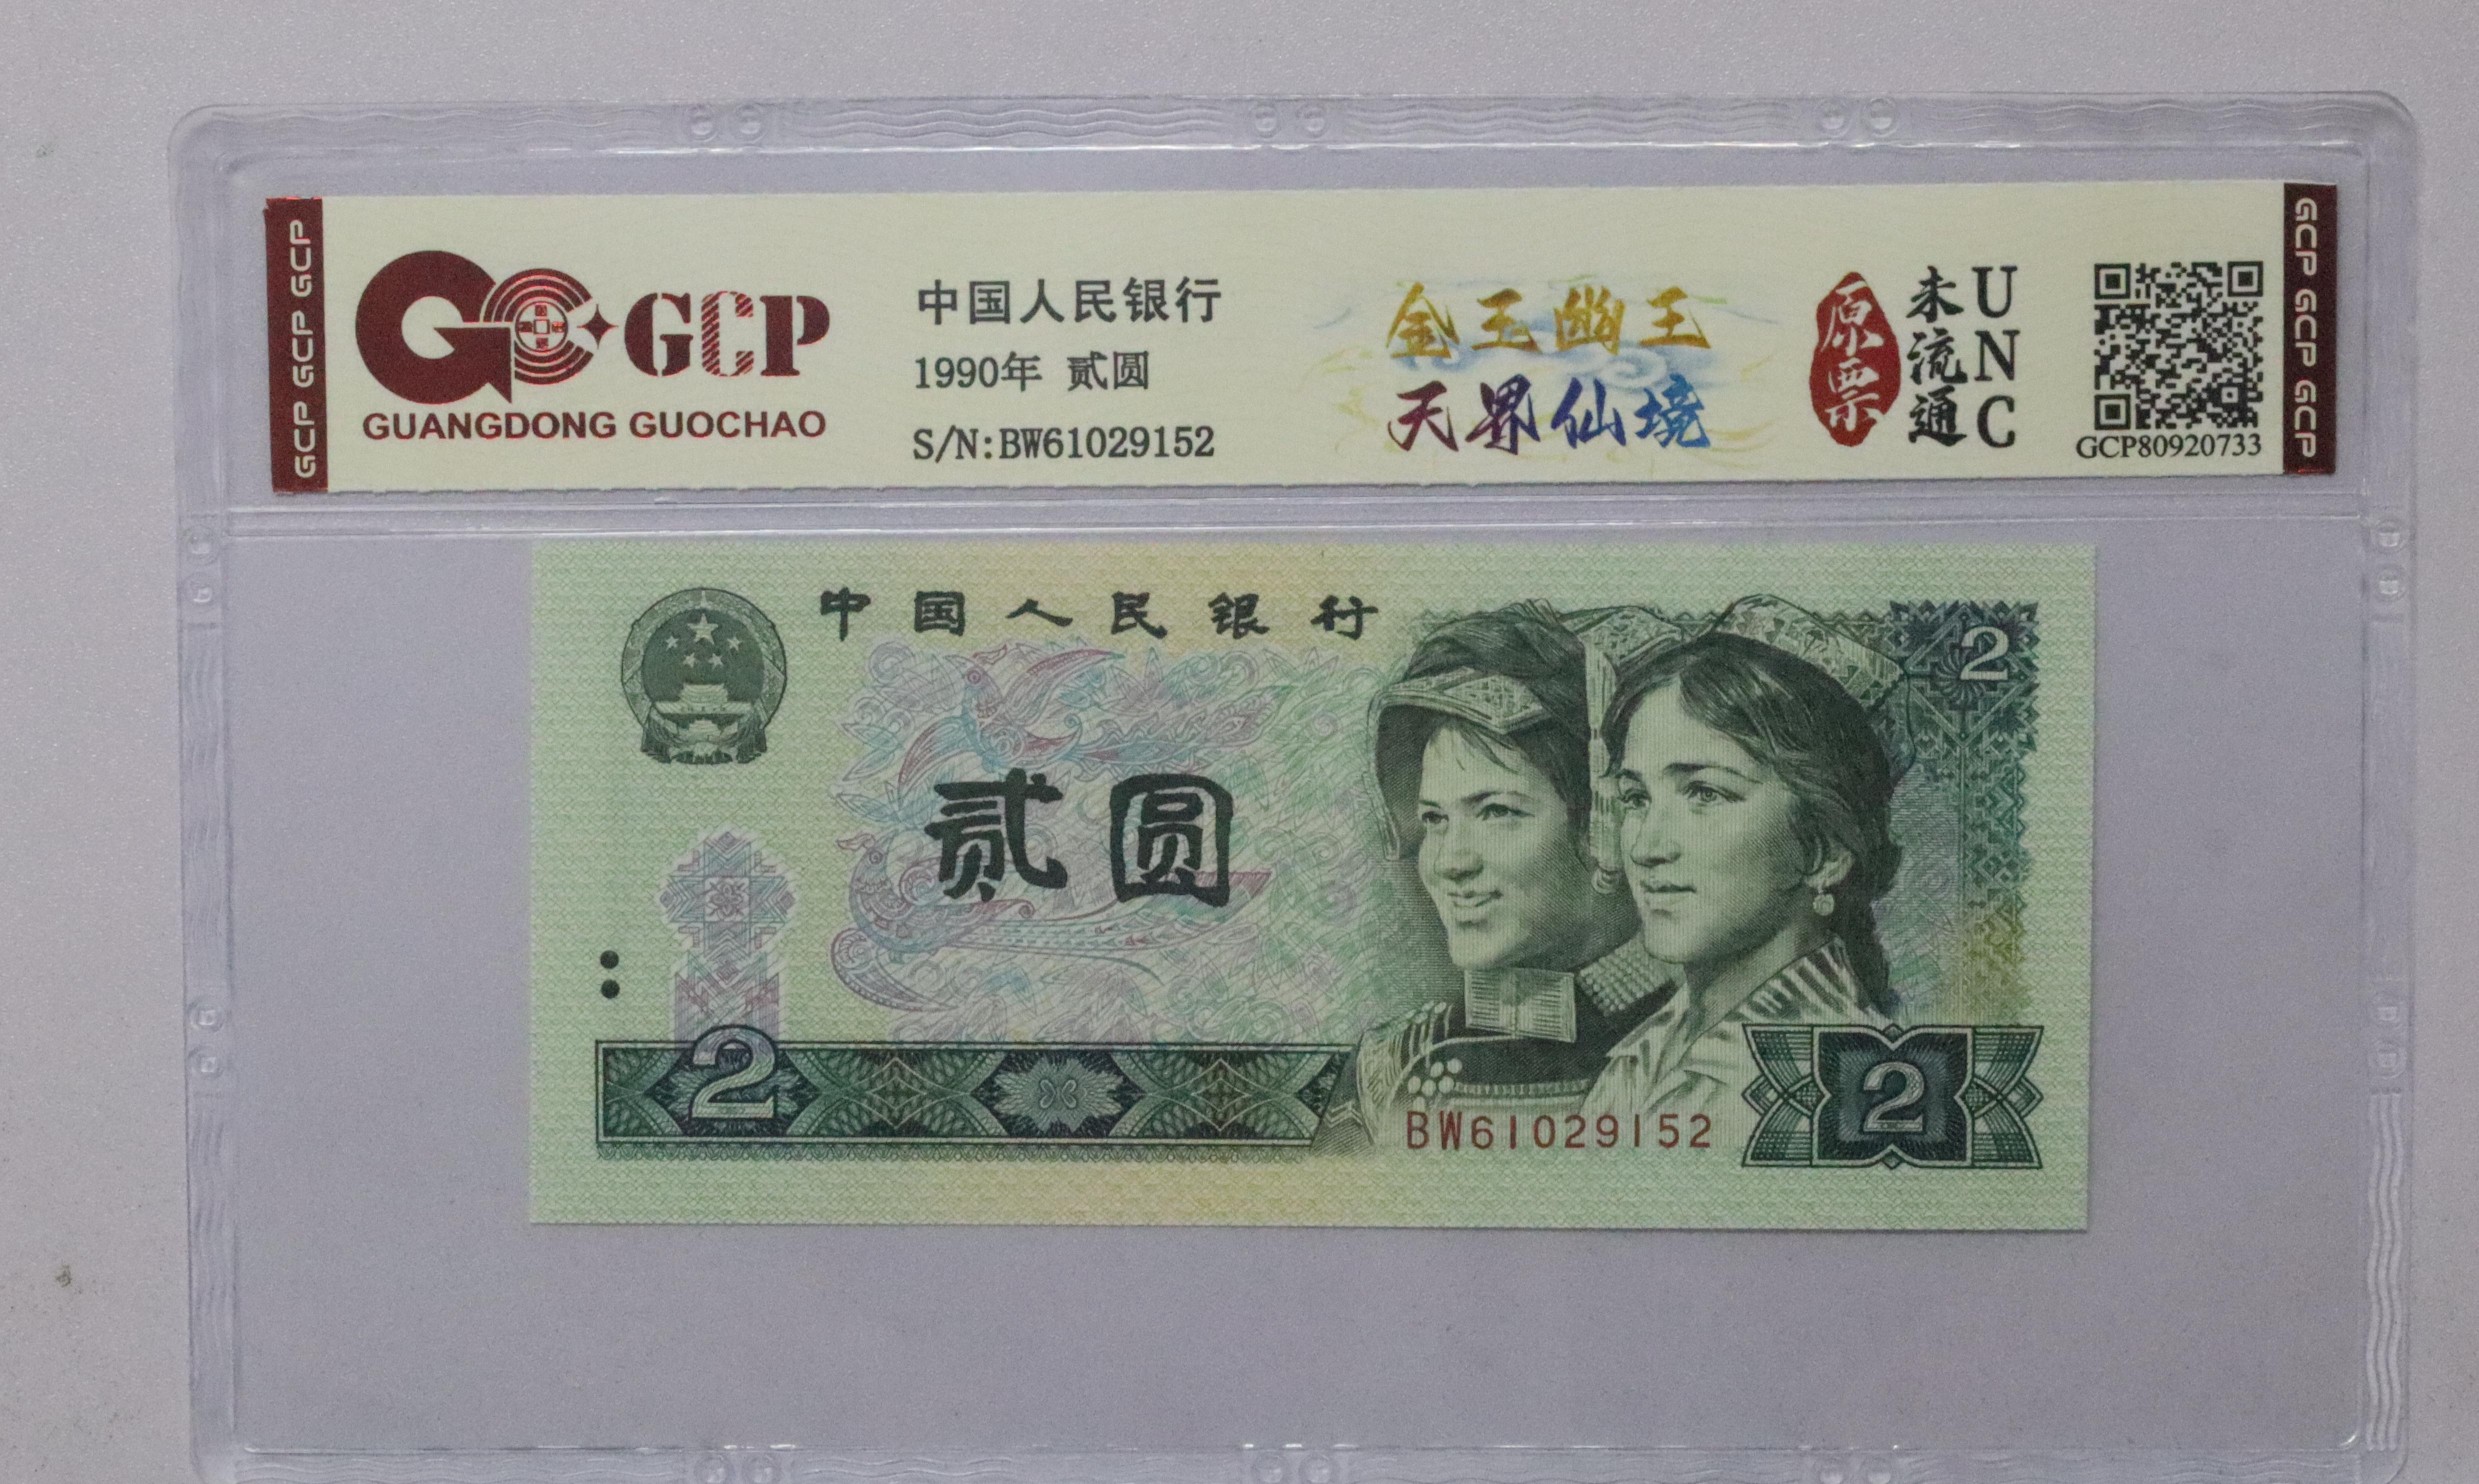 GCP GCP GCP
GCP
GUANGDONG GUOCHAO
中国人民银行
1990年 贰圆
S/N:BW61029152
金玉幽王
天界仙境
原票
未流通
UNC
GCP80920733
GCP GCP GCP
中国人民银行
2
贰圆
2
BW61029152
2